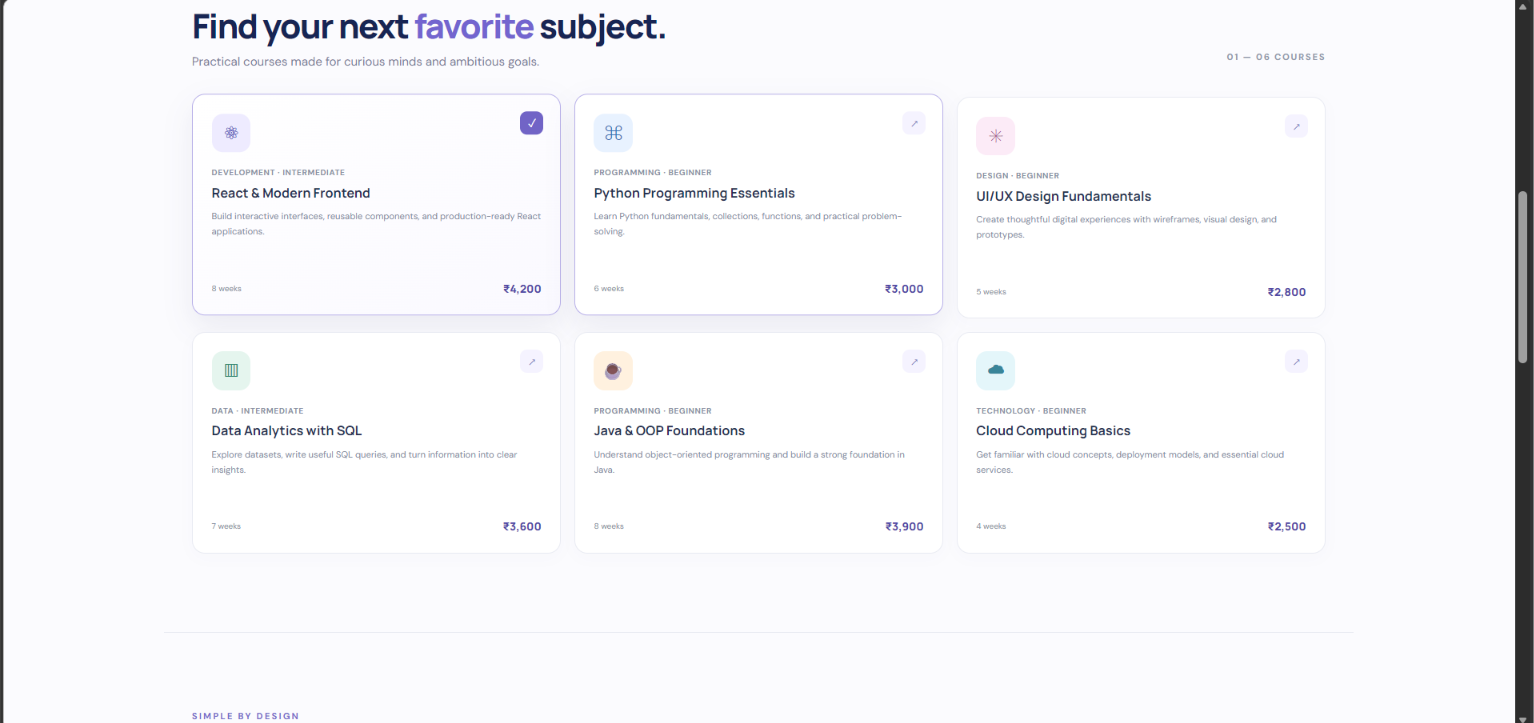 Find your next favorite subject.
Practical courses made for curious minds and ambitious goals.
01 — 06 COURSES
DEVELOPMENT · INTERMEDIATE
React & Modern Frontend
Build interactive interfaces, reusable components, and production-ready React
applications.
8 weeks
₹4,200
PROGRAMMING · BEGINNER
Python Programming Essentials
Learn Python fundamentals, collections, functions, and practical problem-
solving.
6 weeks
₹3,000
DESIGN · BEGINNER
UI/UX Design Fundamentals
Create thoughtful digital experiences with wireframes, visual design, and
prototypes.
5 weeks
₹2,800
DATA · INTERMEDIATE
Data Analytics with SQL
Explore datasets, write useful SQL queries, and turn information into clear
insights.
7 weeks
₹3,600
PROGRAMMING · BEGINNER
Java & OOP Foundations
Understand object-oriented programming and build a strong foundation in
Java.
8 weeks
₹3,900
TECHNOLOGY · BEGINNER
Cloud Computing Basics
Get familiar with cloud concepts, deployment models, and essential cloud
services.
4 weeks
₹2,500
SIMPLE BY DESIGN